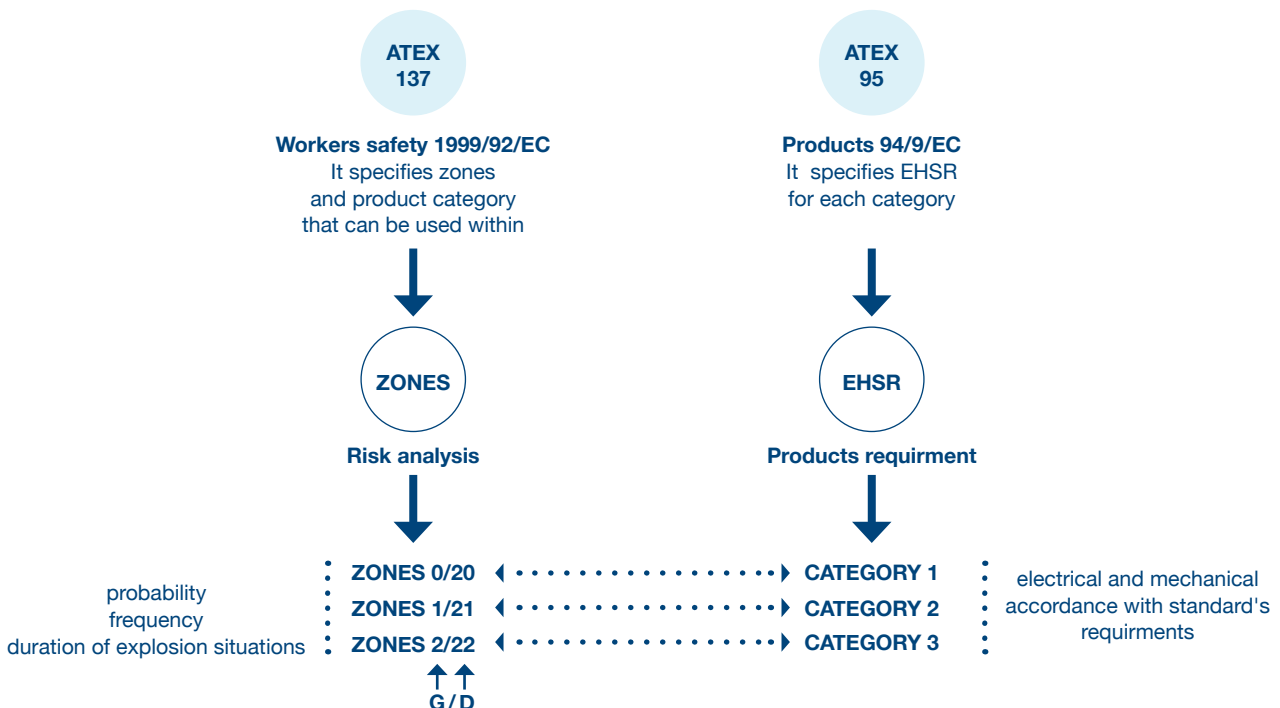 ATEX
137
Workers safety 1999/92/EC
It specifies zones
and product category
that can be used within
ZONES
Risk analysis
ATEX
95
Products 94/9/EC
It specifies EHSR
for each category
EHSR
Products requirment
probability
frequency
duration of explosion situations
ZONES 0/20
ZONES 1/21
ZONES 2/22
G/D
CATEGORY 1
CATEGORY 2
CATEGORY 3
electrical and mechanical
accordance with standard's
requirments